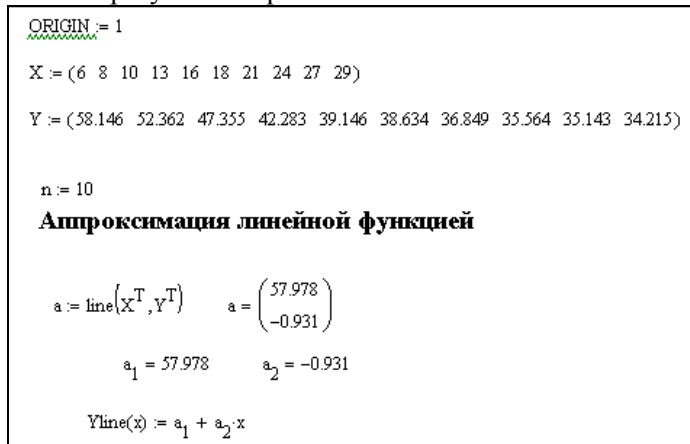 ORIGIN := 1
X := (6 8 10 13 16 18 21 24 27 29)
Y := (58.146 52.362 47.355 42.283 39.146 38.634 36.849 35.564 35.143 34.215)
n := 10
Аппроксимация линейной функцией
a := line(X^T, Y^T) a = (57.978 −0.931)
a_1 = 57.978 a_2 = −0.931
Yline(x) := a_1 + a_2·x